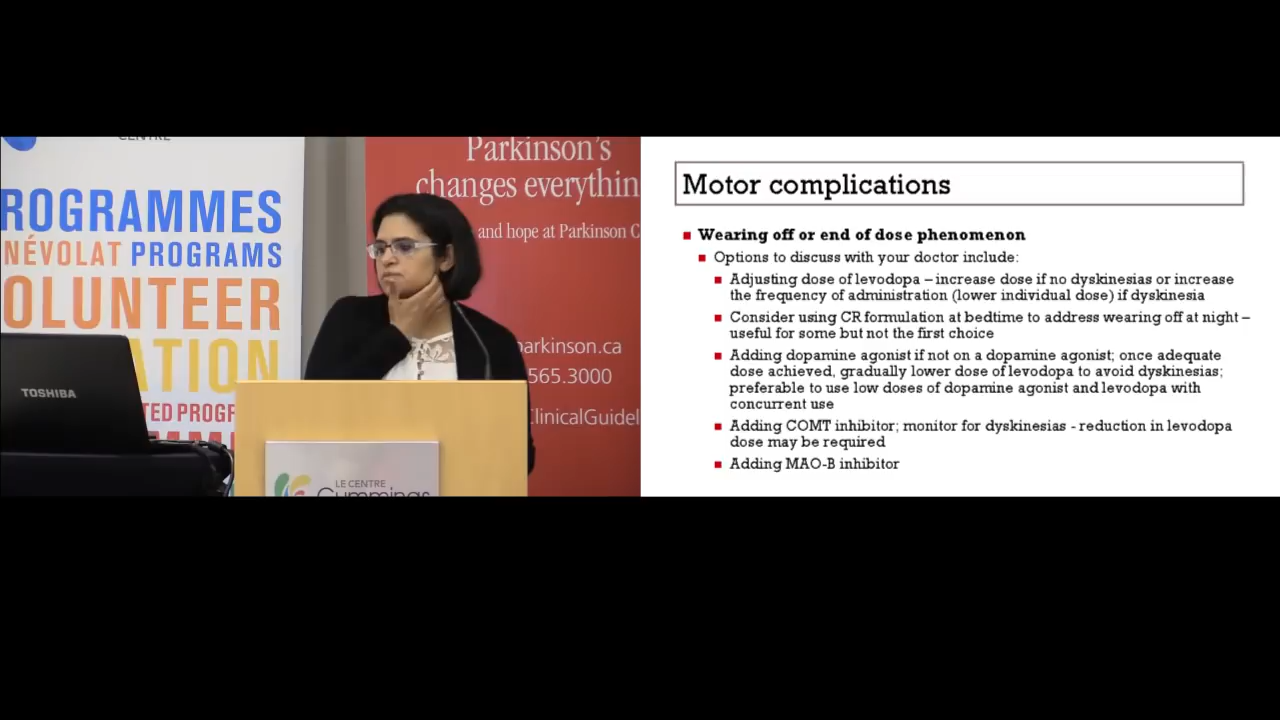 CENTRE
ROGRAMMES
NÉVOLAT PROGRAMS
OLUNTEER
ATION
TED PROGR
TOSHIBA
Parkinson's
changes everythin
and hope at Parkinson C
arkinson.ca
565.3000
ClinicalGuidel
LE CENTRE
Cummings
Motor complications
Wearing off or end of dose phenomenon
Options to discuss with your doctor include:
Adjusting dose of levodopa – increase dose if no dyskinesias or increase
the frequency of administration (lower individual dose) if dyskinesia
Consider using CR formulation at bedtime to address wearing off at night –
useful for some but not the first choice
Adding dopamine agonist if not on a dopamine agonist; once adequate
dose achieved, gradually lower dose of levodopa to avoid dyskinesias;
preferable to use low doses of dopamine agonist and levodopa with
concurrent use
Adding COMT inhibitor; monitor for dyskinesias - reduction in levodopa
dose may be required
Adding MAO-B inhibitor